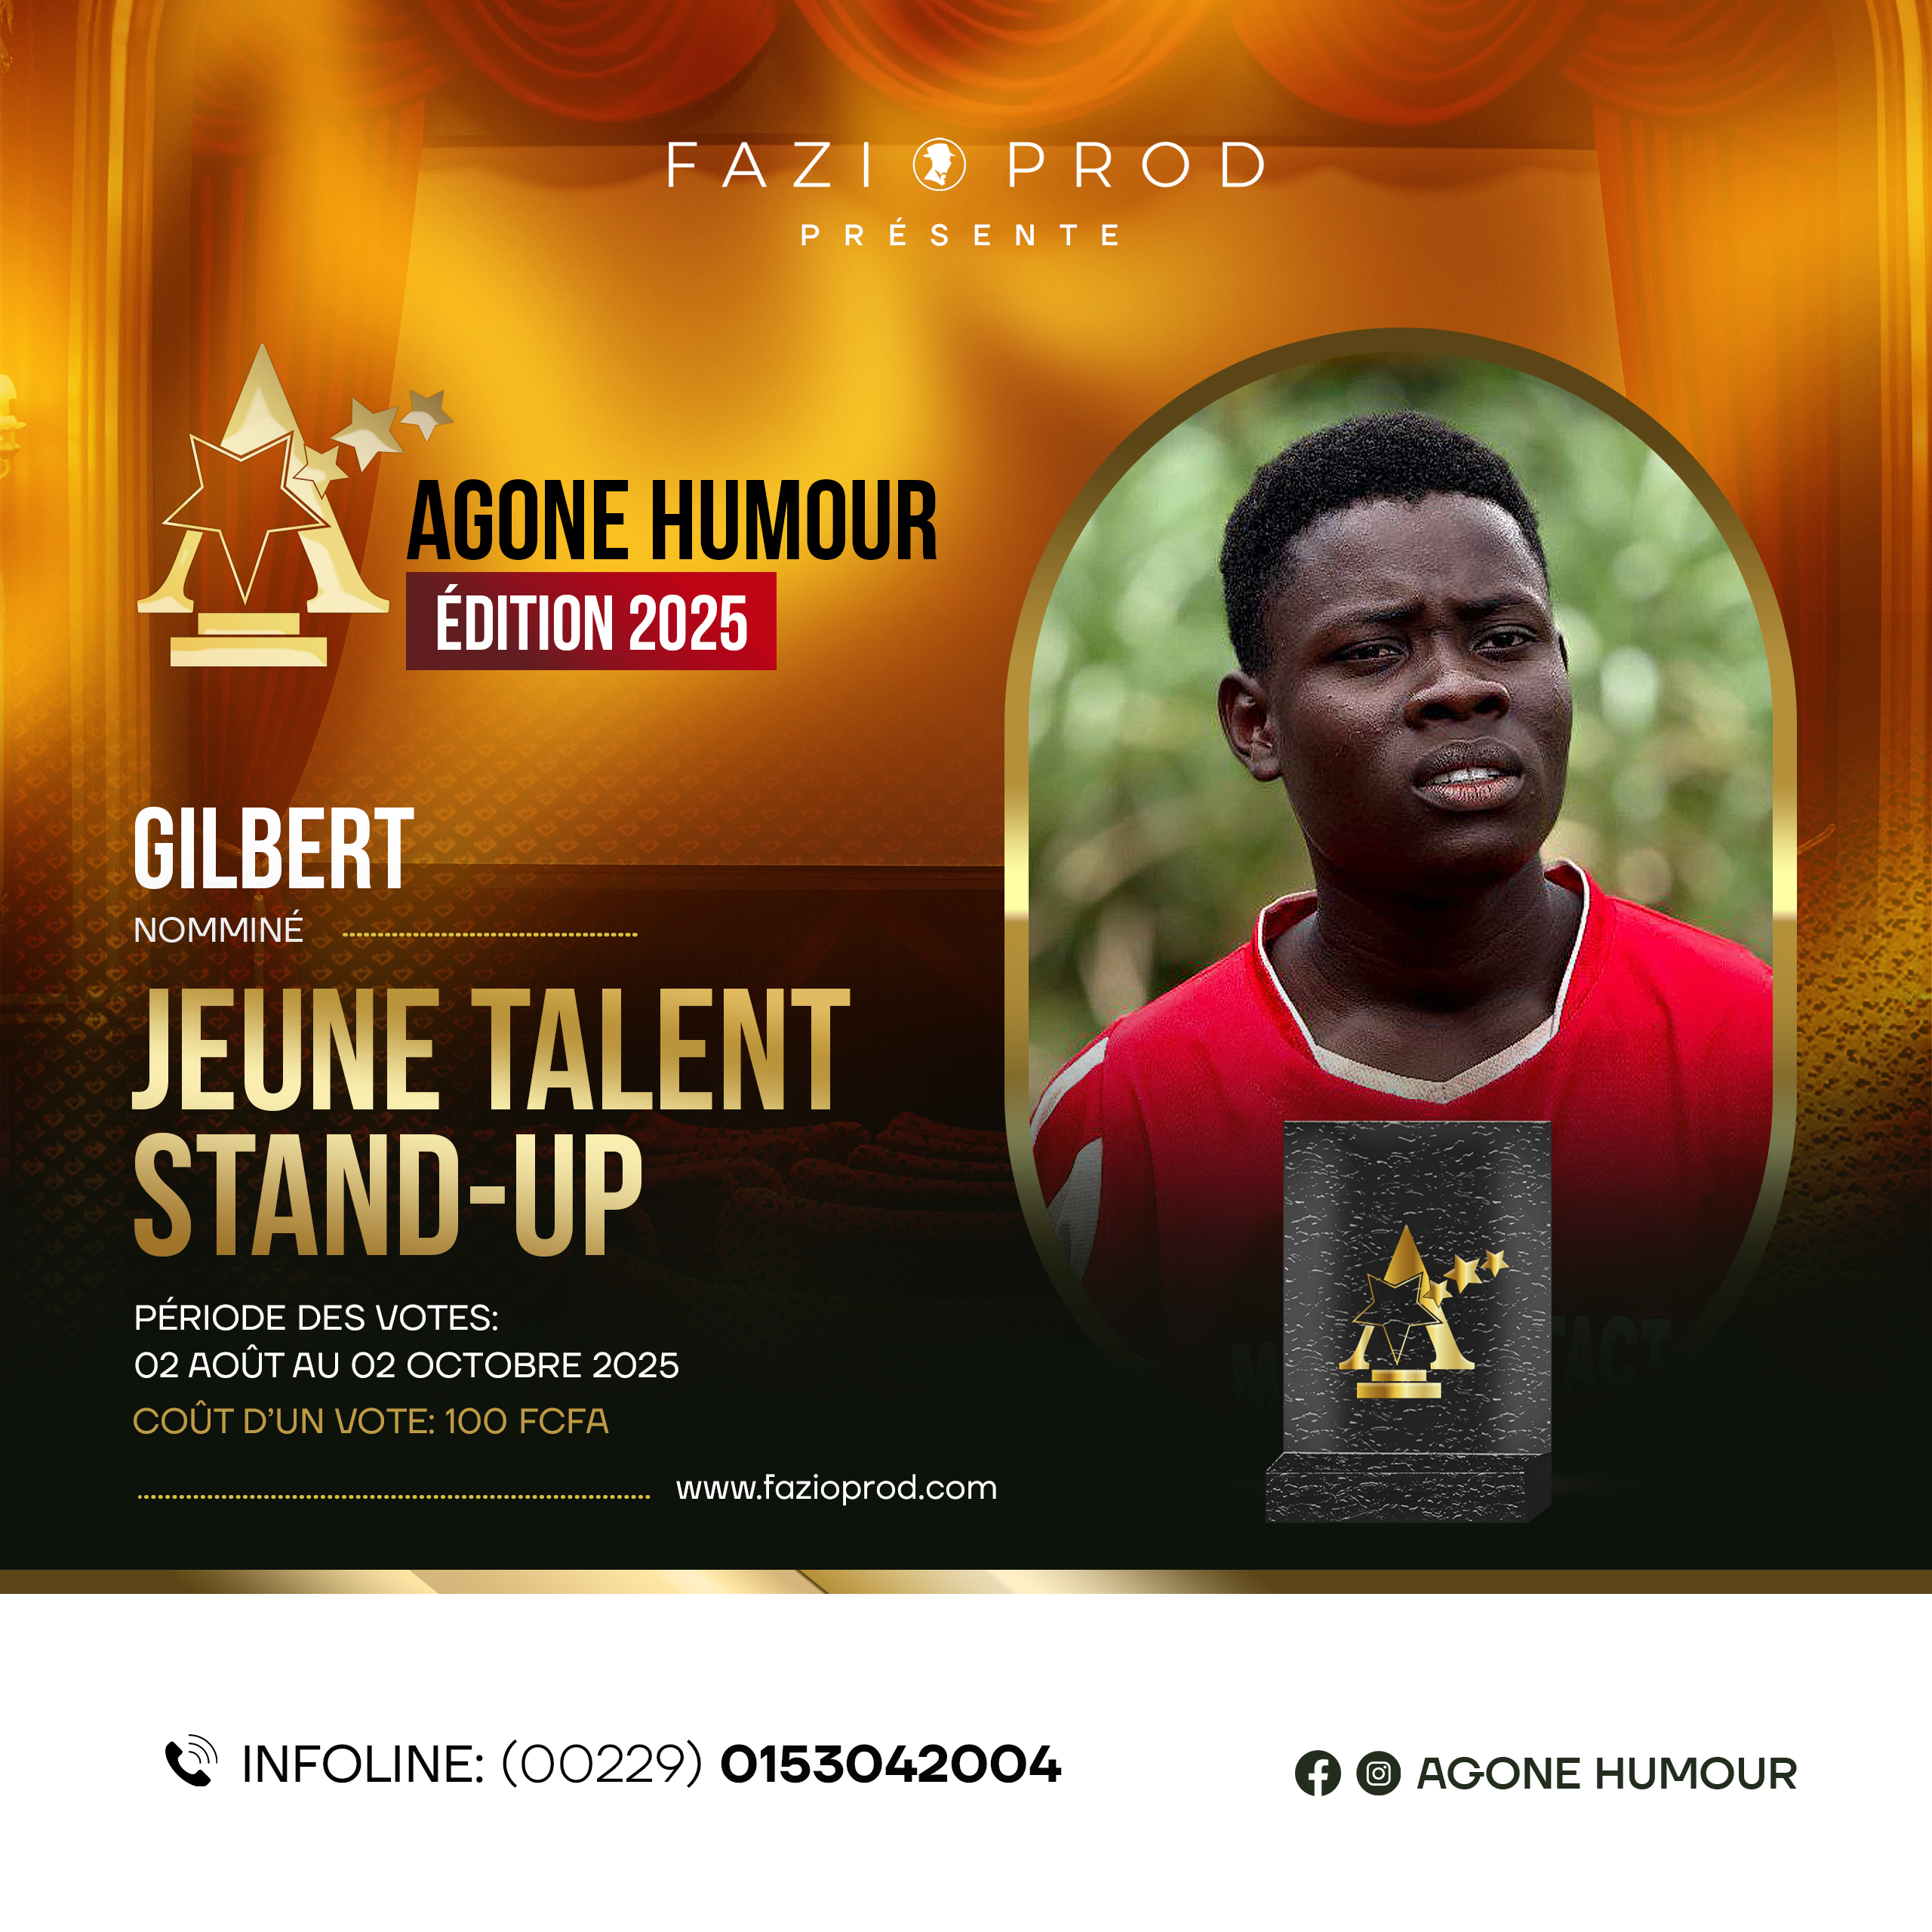 FAZIO PROD
PRÉSENTE
AGONE HUMOUR
ÉDITION 2025
GILBERT
NOMMINÉ
JEUNE TALENT
STAND-UP
PÉRIODE DES VOTES:
02 AOÛT AU 02 OCTOBRE 2025
COÛT D'UN VOTE: 100 FCFA
www.fazioprod.com
INFOLINE: (00229) 0153042004
AGONE HUMOUR